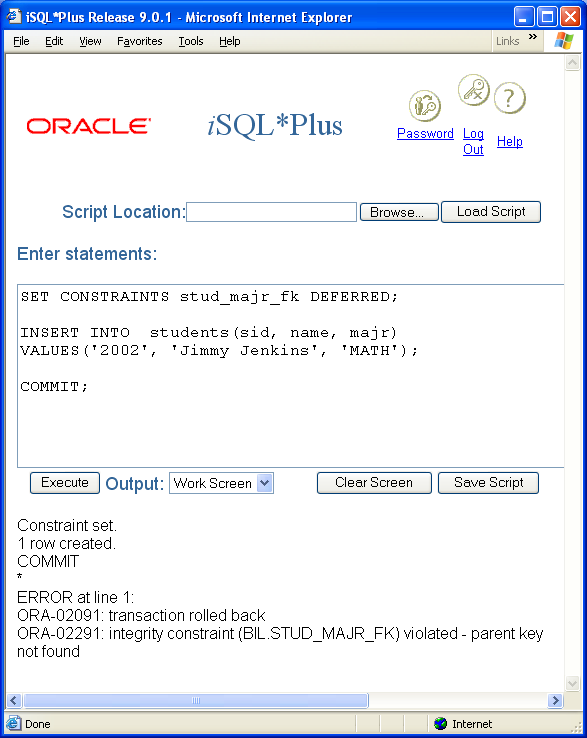 iSQL*Plus Release 9.0.1 - Microsoft Internet Explorer
File Edit View Favorites Tools Help Links »
ORACLE®
iSQL*Plus
Password Log Out Help
Script Location: Browse... Load Script
Enter statements:
SET CONSTRAINTS stud_majr_fk DEFERRED;
INSERT INTO  students(sid, name, majr)
VALUES('2002', 'Jimmy Jenkins', 'MATH');
COMMIT;
Execute Output: Work Screen Clear Screen Save Script
Constraint set.
1 row created.
COMMIT
*
ERROR at line 1:
ORA-02091: transaction rolled back
ORA-02291: integrity constraint (BIL.STUD_MAJR_FK) violated - parent key
not found
Done Internet